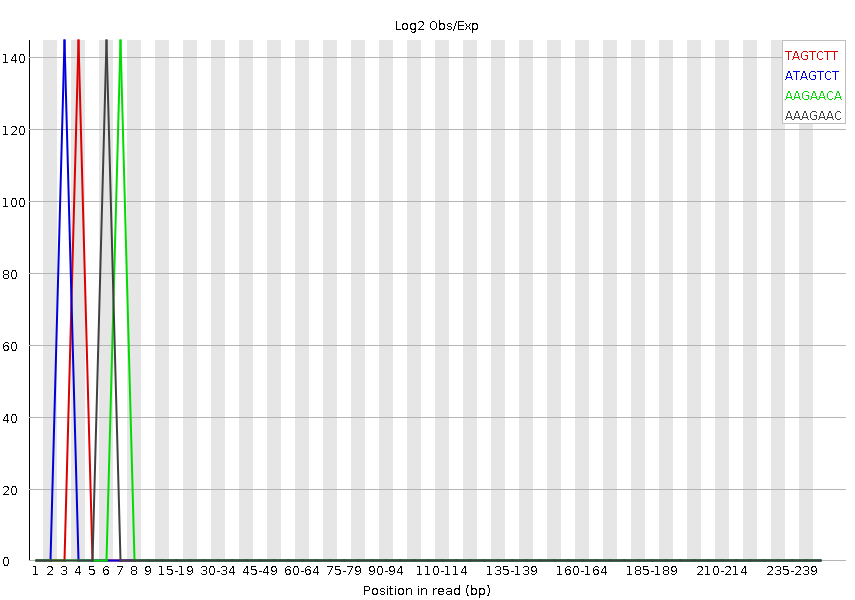 Log2 Obs/Exp
140
120
100
80
60
40
20
0
TAGTCTT
ATAGTCT
AAGAACA
AAAGAAC
1 2 3 4 5 6 7 8 9 15-19 30-34 45-49 60-64 75-79 90-94 110-114 135-139 160-164 185-189 210-214 235-239
Position in read (bp)